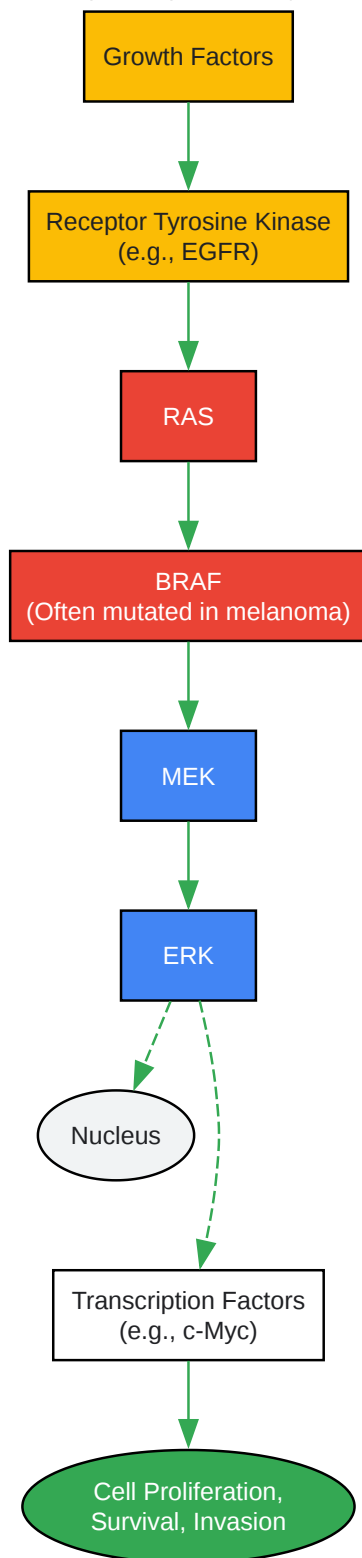 Growth Factors
Receptor Tyrosine Kinase
(e.g., EGFR)
RAS
BRAF
(Often mutated in melanoma)
MEK
ERK
Nucleus
Transcription Factors
(e.g., c-Myc)
Cell Proliferation,
Survival, Invasion